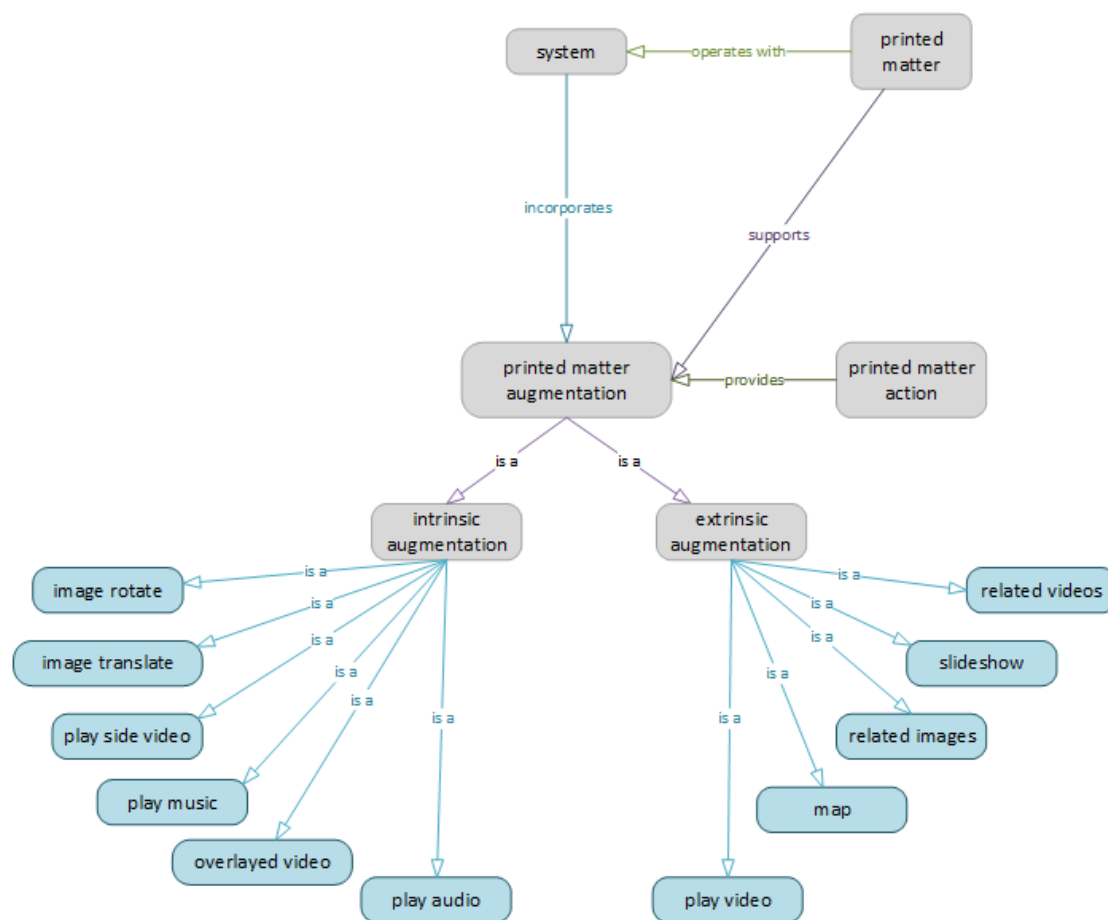 system
operates with
printed
matter
incorporates
supports
printed matter
augmentation
provides
printed matter
action
is a
is a
intrinsic
augmentation
extrinsic
augmentation
is a
is a
is a
is a
is a
is a
is a
is a
is a
is a
is a
image rotate
image translate
play side video
play music
overlayed video
play audio
related videos
slideshow
related images
map
play video